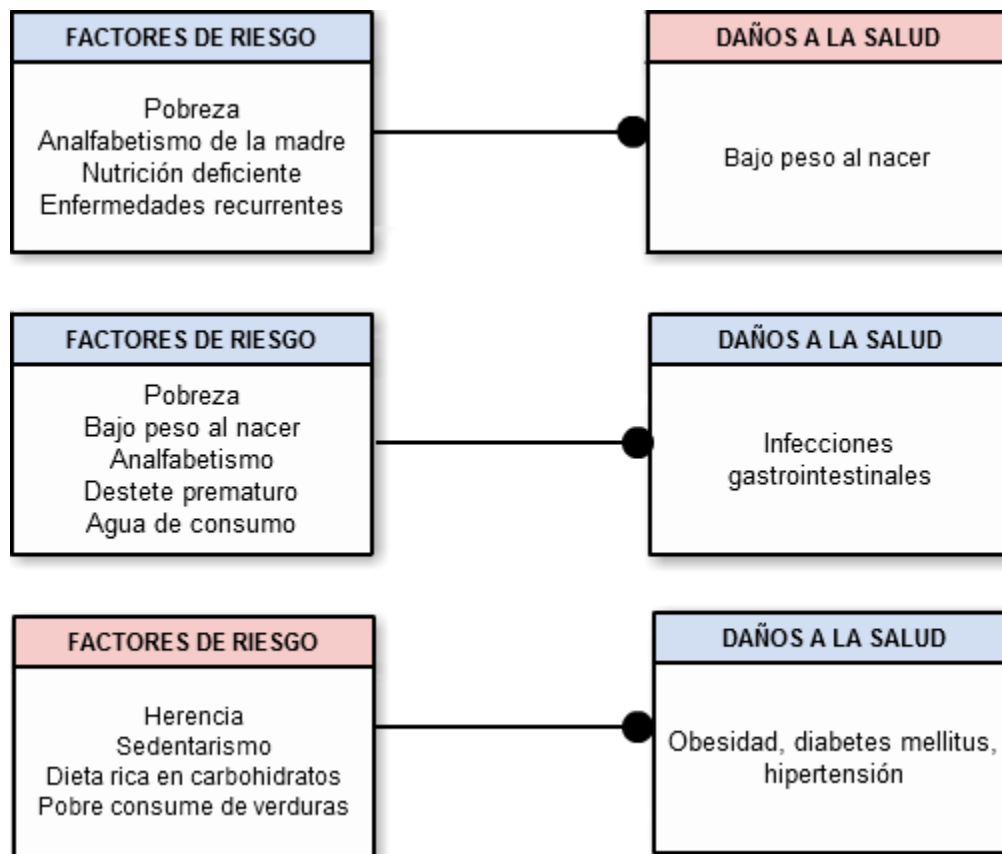 FACTORES DE RIESGO
Pobreza
Analfabetismo de la madre
Nutrición deficiente
Enfermedades recurrentes
DAÑOS A LA SALUD
Bajo peso al nacer
FACTORES DE RIESGO
Pobreza
Bajo peso al nacer
Analfabetismo
Destete prematuro
Agua de consumo
DAÑOS A LA SALUD
Infecciones
gastrointestinales
FACTORES DE RIESGO
Herencia
Sedentarismo
Dieta rica en carbohidratos
Pobre consume de verduras
DAÑOS A LA SALUD
Obesidad, diabetes mellitus,
hipertensión